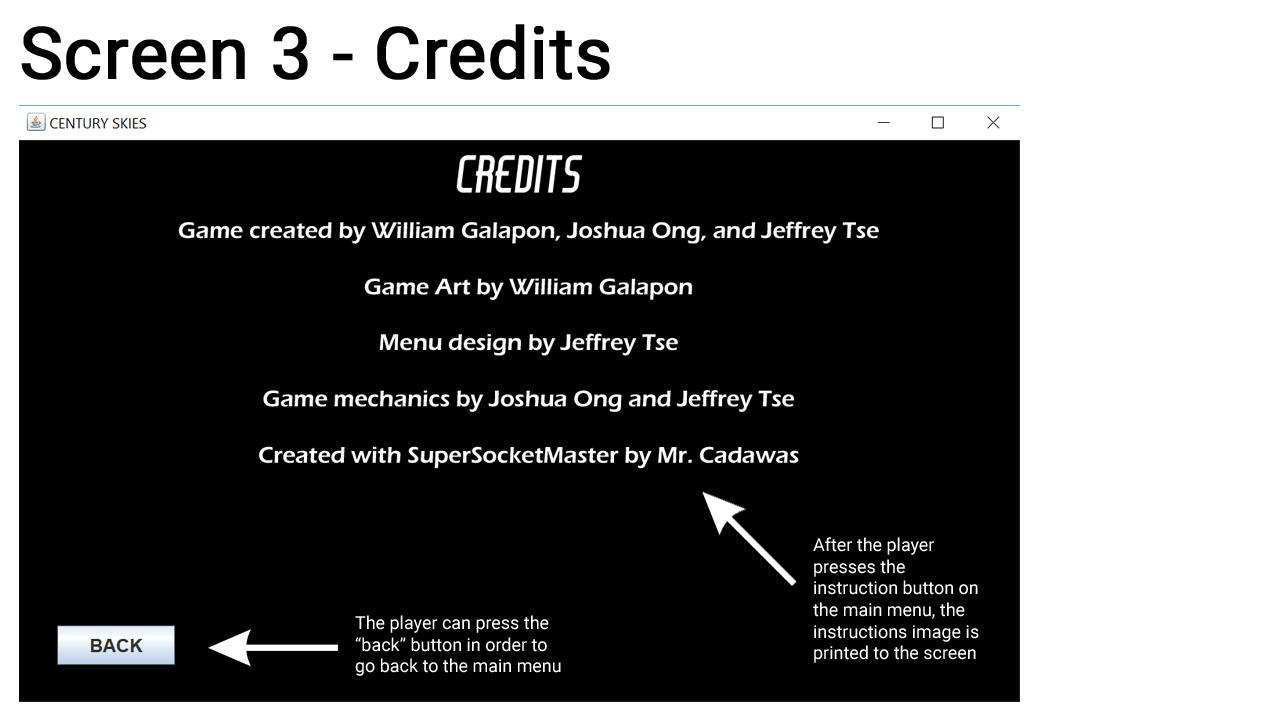 Screen 3 - Credits
CENTURY SKIES
CREDITS
Game created by William Galapon, Joshua Ong, and Jeffrey Tse
Game Art by William Galapon
Menu design by Jeffrey Tse
Game mechanics by Joshua Ong and Jeffrey Tse
Created with SuperSocketMaster by Mr. Cadawas
After the player
presses the
instruction button on
the main menu, the
instructions image is
printed to the screen
The player can press the
“back” button in order to
go back to the main menu
BACK